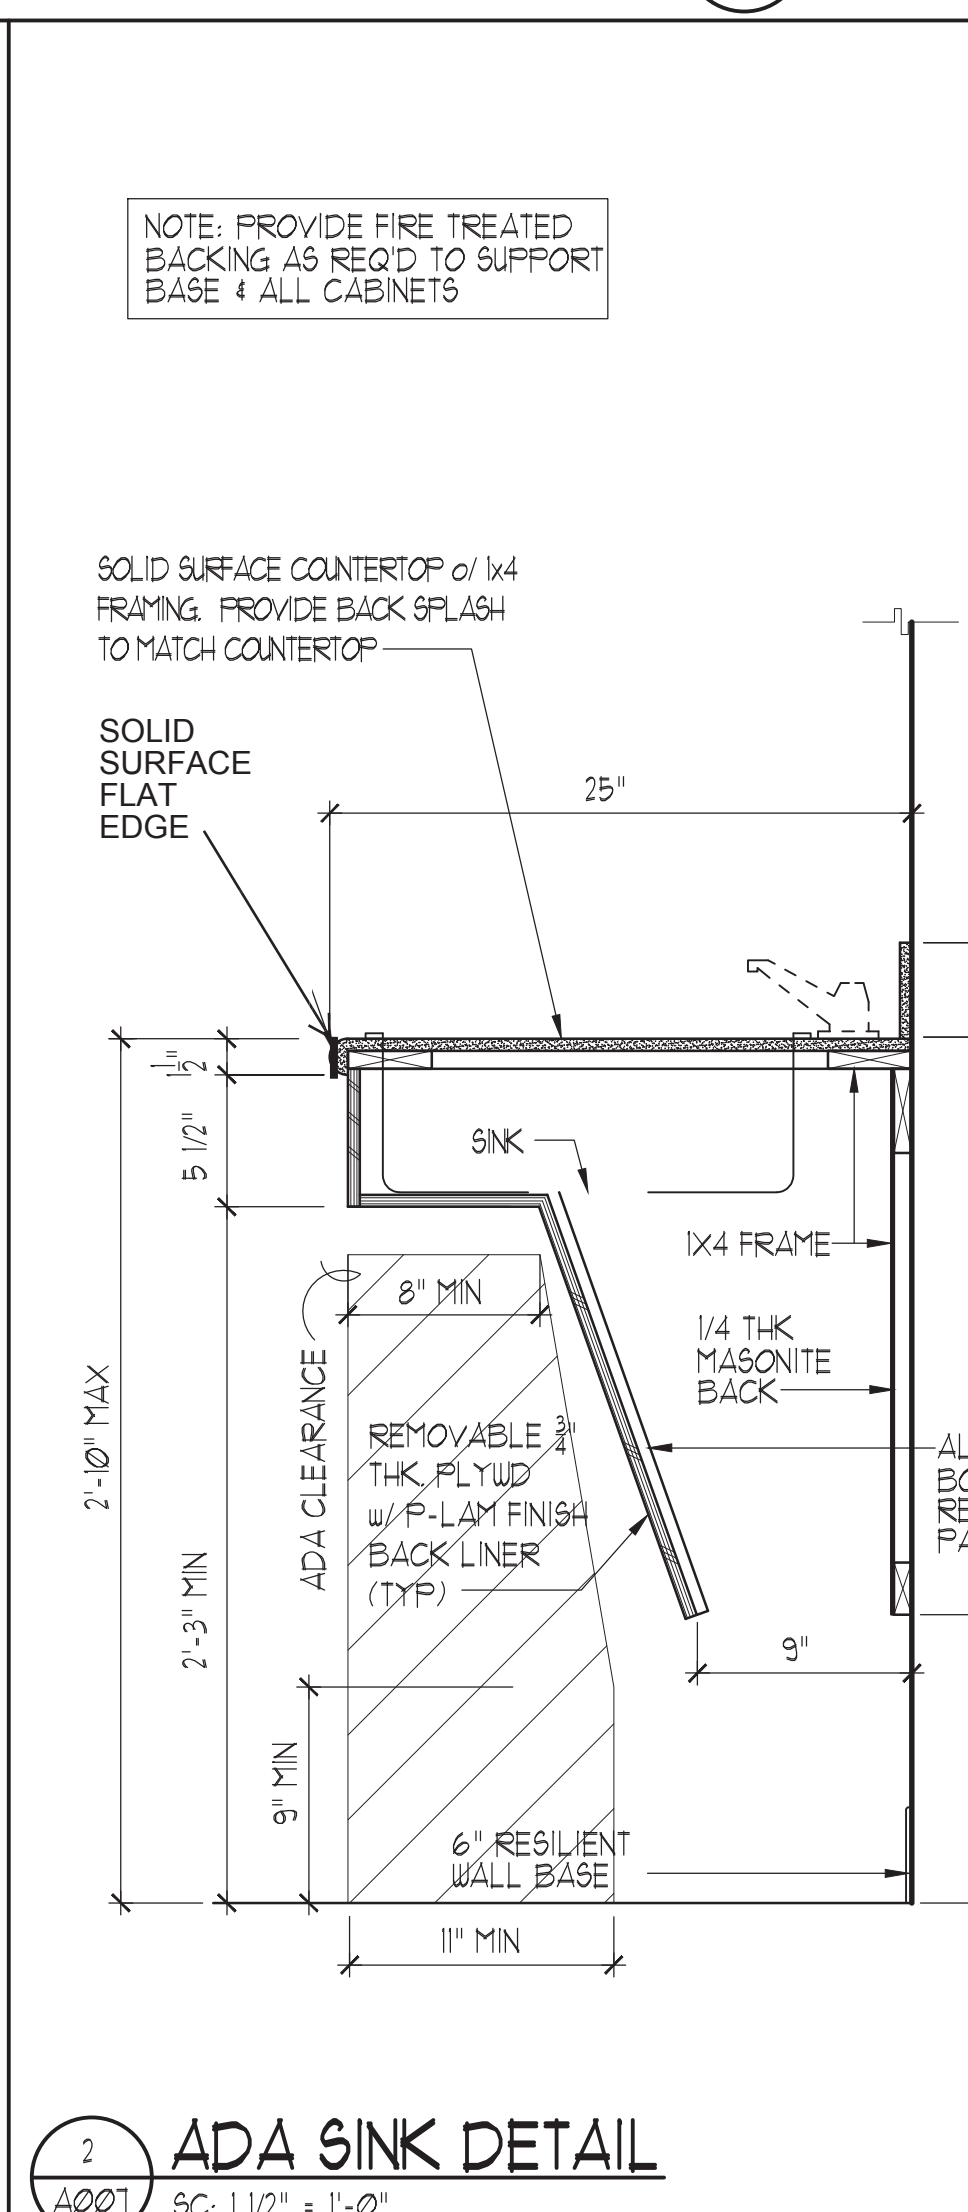 NOTE: PROVIDE FIRE TREATED
BACKING AS REQ'D TO SUPPORT
BASE & ALL CABINETS
SOLID SURFACE COUNTERTOP o/ 1x4
FRAMING. PROVIDE BACK SPLASH
TO MATCH COUNTERTOP
SOLID
SURFACE
FLAT
EDGE
25"
1 1/2"
5 1/2"
SINK
1X4 FRAME
8" MIN
1/4 THK
MASONITE
BACK
2'-10" MAX
ADA CLEARANCE
REMOVABLE 3/4"
THK. PLYWD
w/ P-LAM FINISH
BACK LINER
(TYP)
AL
BO
RE
PA
2'-3" MIN
9"
9" MIN
6" RESILIENT
WALL BASE
11" MIN
2
ADA SINK DETAIL
A007
SC: 1 1/2" = 1'-0"